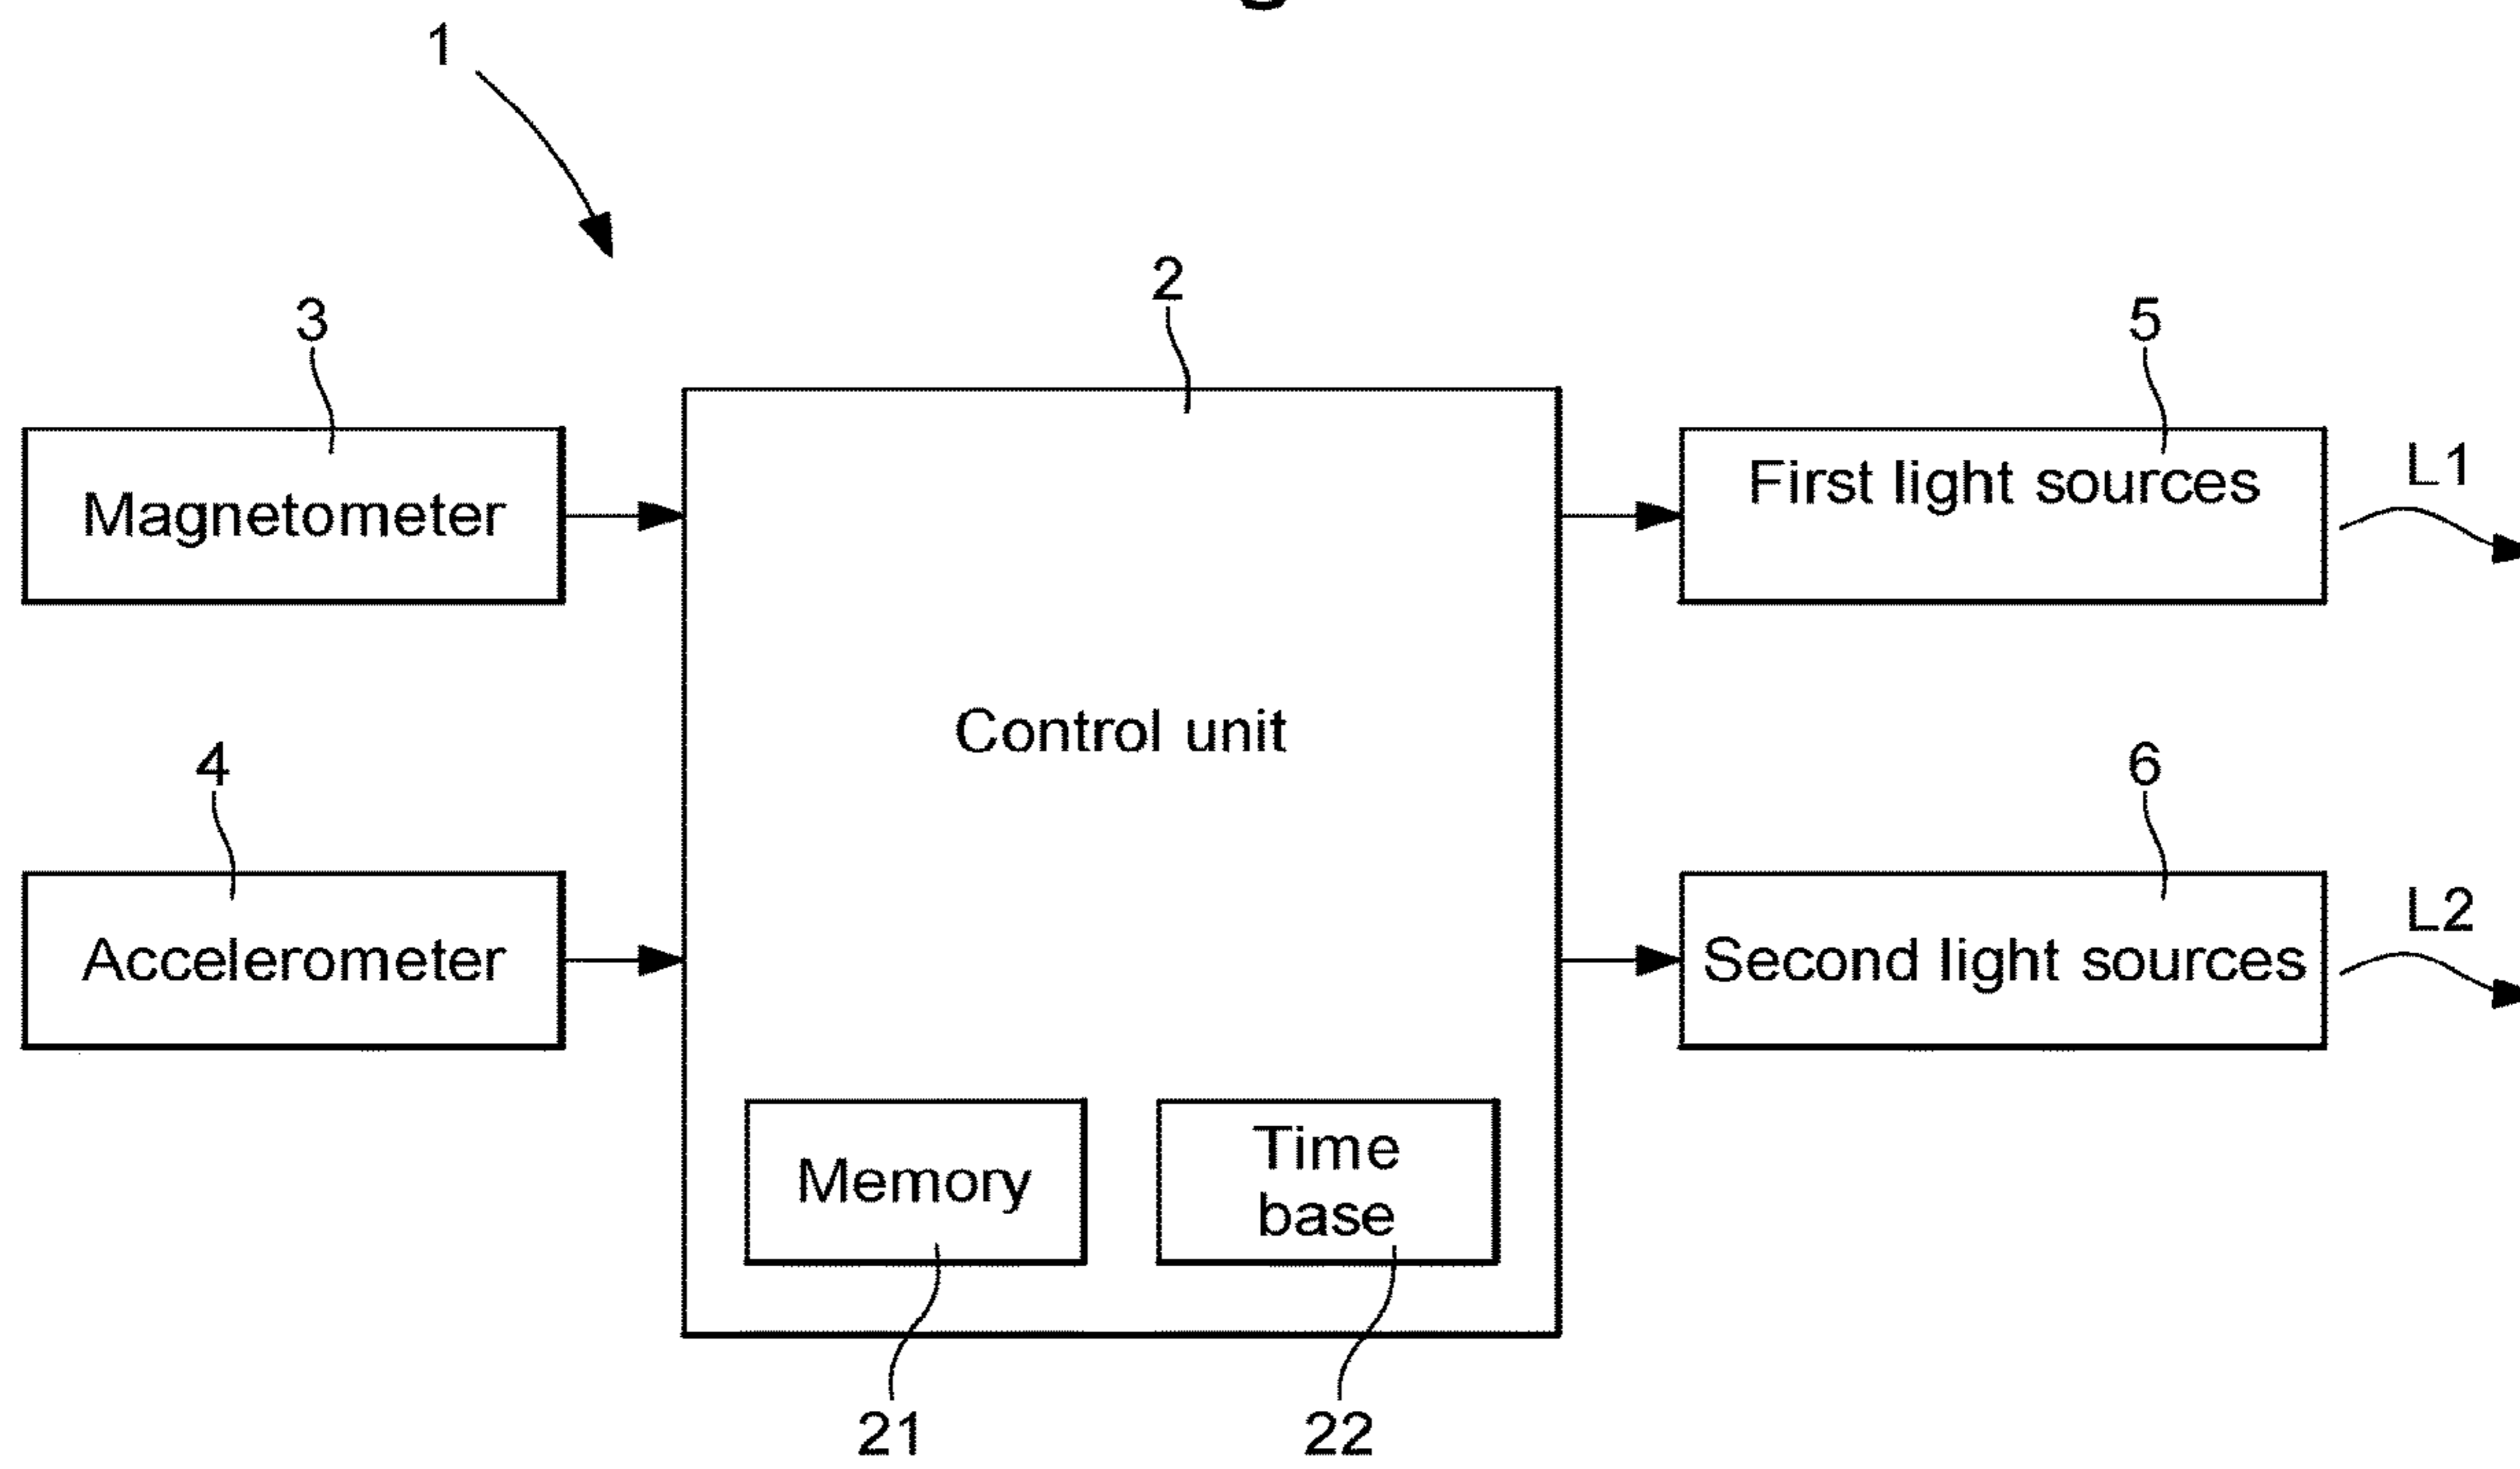 1
2
3
5
Magnetometer
First light sources
L1
Control unit
4
6
Accelerometer
Second light sources
L2
Memory
Time
base
21
22